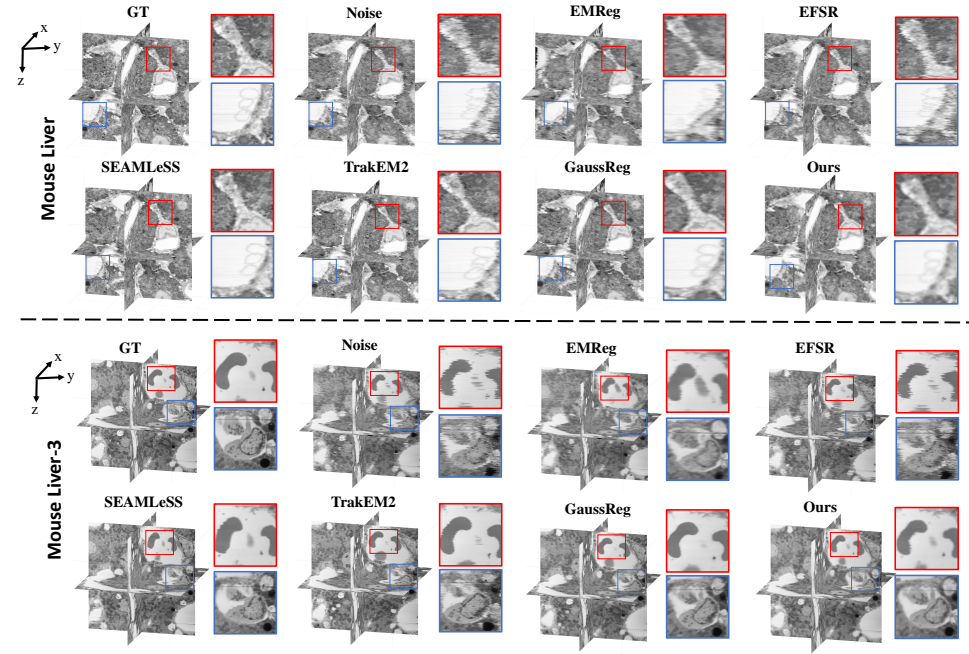 GT Noise EMReg EFSR
x
y
z
Mouse Liver
SEAMLeSS TrakEM2 GaussReg Ours
GT Noise EMReg EFSR
x
y
z
Mouse Liver-3
SEAMLeSS TrakEM2 GaussReg Ours